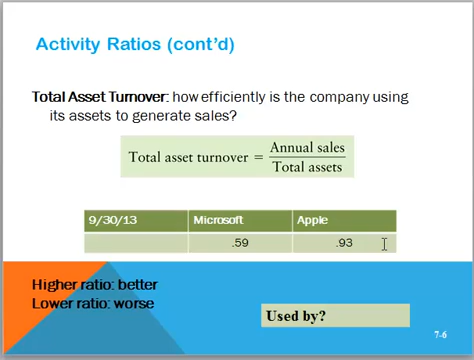 Activity Ratios (cont’d)
Total Asset Turnover: how efficiently is the company using
its assets to generate sales?
Total asset turnover = Annual sales / Total assets
9/30/13 Microsoft Apple
.59 .93
Higher ratio: better
Lower ratio: worse
Used by?
7-6